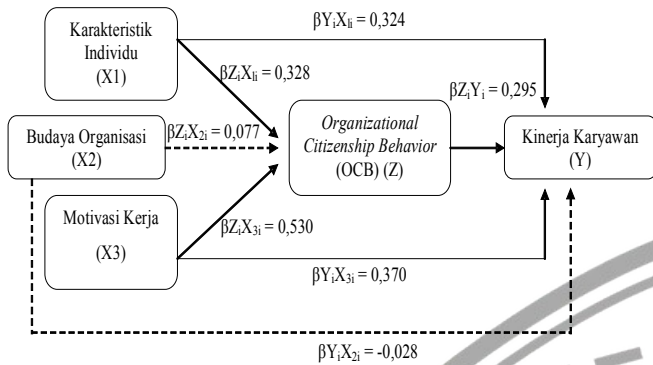 βYᵢX₁ᵢ = 0,324
Karakteristik
Individu
(X1)
βZᵢX₁ᵢ = 0,328
βZᵢYᵢ = 0,295
Budaya Organisasi
(X2)
βZᵢX₂ᵢ = 0,077
Organizational
Citizenship Behavior
(OCB) (Z)
Kinerja Karyawan
(Y)
Motivasi Kerja
(X3)
βZᵢX₃ᵢ = 0,530
βYᵢX₃ᵢ = 0,370
βYᵢX₂ᵢ = -0,028